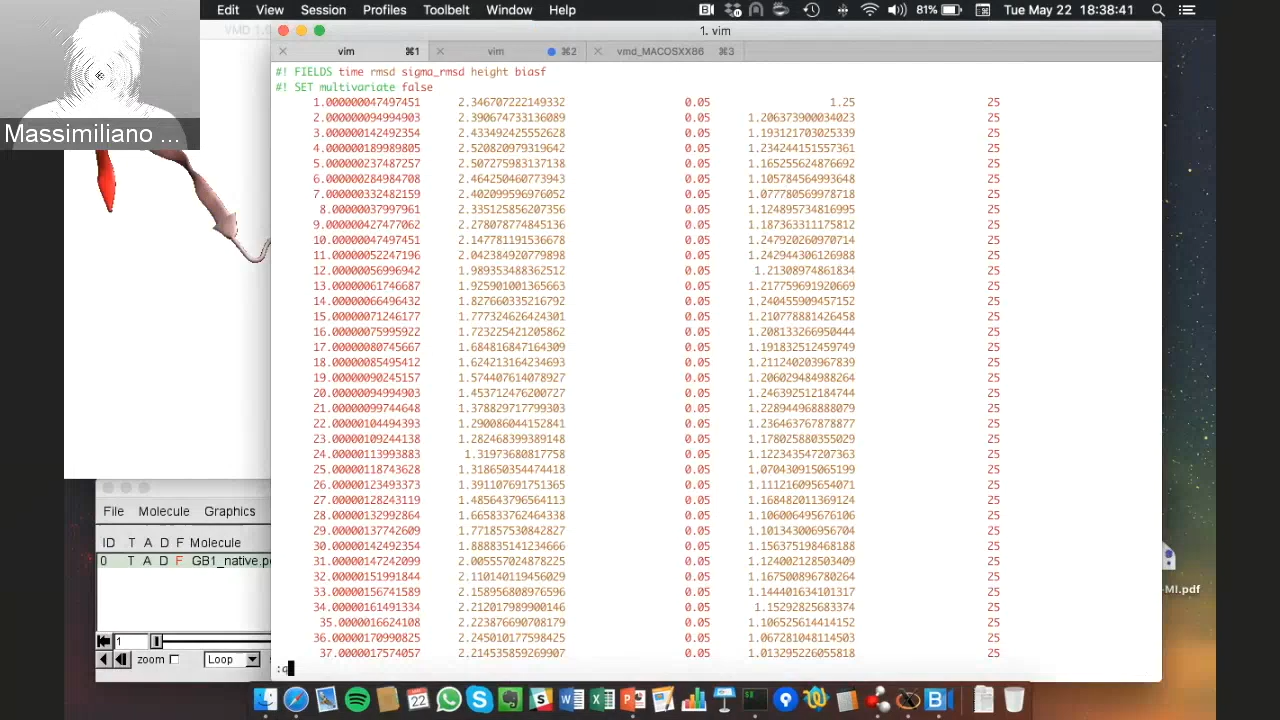 Edit View Session Profiles Toolbelt Window Help 81% Tue May 22 18:38:41
VMD 1.9
1. vim
vim ⌘1 vim ⌘2 vmd_MACOSXX86 ⌘3
Massimiliano ...
#! FIELDS time rmsd sigma_rmsd height biasf
#! SET multivariate false
1.000000047497451 2.346707222149332 0.05 1.25 25
2.000000094994903 2.390674733136089 0.05 1.206373900034023 25
3.000000142492354 2.433492425552628 0.05 1.193121703025339 25
4.000000189989805 2.520820979319642 0.05 1.234244151557361 25
5.000000237487257 2.507275983137138 0.05 1.165255624876692 25
6.000000284984708 2.464250460773943 0.05 1.105784564993648 25
7.000000332482159 2.402099596976052 0.05 1.077780569978718 25
8.00000037997961 2.335125856207356 0.05 1.124895734816995 25
9.000000427477062 2.278078774845136 0.05 1.187363311175812 25
10.00000047497451 2.147781191536678 0.05 1.247920260970714 25
11.00000052247196 2.042384920779898 0.05 1.242944306126988 25
12.00000056996942 1.989353488362512 0.05 1.21308974861834 25
13.00000061746687 1.925901001365663 0.05 1.217759691920669 25
14.00000066496432 1.827660335216792 0.05 1.240455909457152 25
15.00000071246177 1.777324626424301 0.05 1.210778881426458 25
16.00000075995922 1.723225421205862 0.05 1.208133266950444 25
17.00000080745667 1.684816847164309 0.05 1.191832512459749 25
18.00000085495412 1.624213164234693 0.05 1.211240203967839 25
19.00000090245157 1.574407614078927 0.05 1.206029484988264 25
20.00000094994903 1.453712476200727 0.05 1.246392512184744 25
21.00000099744648 1.378829717799303 0.05 1.228944968888079 25
22.00000104494393 1.290086044152841 0.05 1.236463767878877 25
23.00000109244138 1.282468399389148 0.05 1.178025880355029 25
24.00000113993883 1.31973680817758 0.05 1.122343547207363 25
25.00000118743628 1.318650354474418 0.05 1.070430915065199 25
26.00000123493373 1.391107691751365 0.05 1.111216095654071 25
27.00000128243119 1.485643796564113 0.05 1.168482011369124 25
28.00000132992864 1.665833762464338 0.05 1.106006495676106 25
29.00000137742609 1.771857530842827 0.05 1.101343006956704 25
30.00000142492354 1.888835141234666 0.05 1.156375198468188 25
31.00000147242099 2.005557024878225 0.05 1.124002128503409 25
32.00000151991844 2.110140119456029 0.05 1.167500896780264 25
33.00000156741589 2.158956808976596 0.05 1.144401634101317 25
34.00000161491334 2.212017989900146 0.05 1.15292825683374 25
35.0000016624108 2.223876690708179 0.05 1.106525614414152 25
36.00000170990825 2.245010177598425 0.05 1.067281048114503 25
37.0000017574057 2.214535859269907 0.05 1.013295226055818 25
:q
File Molecule Graphics
ID T A D F Molecule
0 T A D F GB1_native.p
1
zoom Loop
-MI.pdf
22